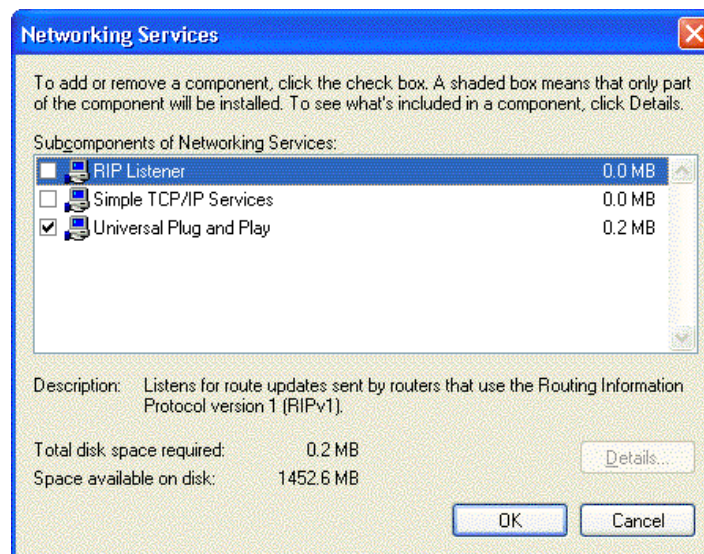 Networking Services
To add or remove a component, click the check box. A shaded box means that only part
of the component will be installed. To see what's included in a component, click Details.
Subcomponents of Networking Services:
RIP Listener 0.0 MB
Simple TCP/IP Services 0.0 MB
Universal Plug and Play 0.2 MB
Description: Listens for route updates sent by routers that use the Routing Information
Protocol version 1 (RIPv1).
Total disk space required: 0.2 MB
Details...
Space available on disk: 1452.6 MB
OK Cancel